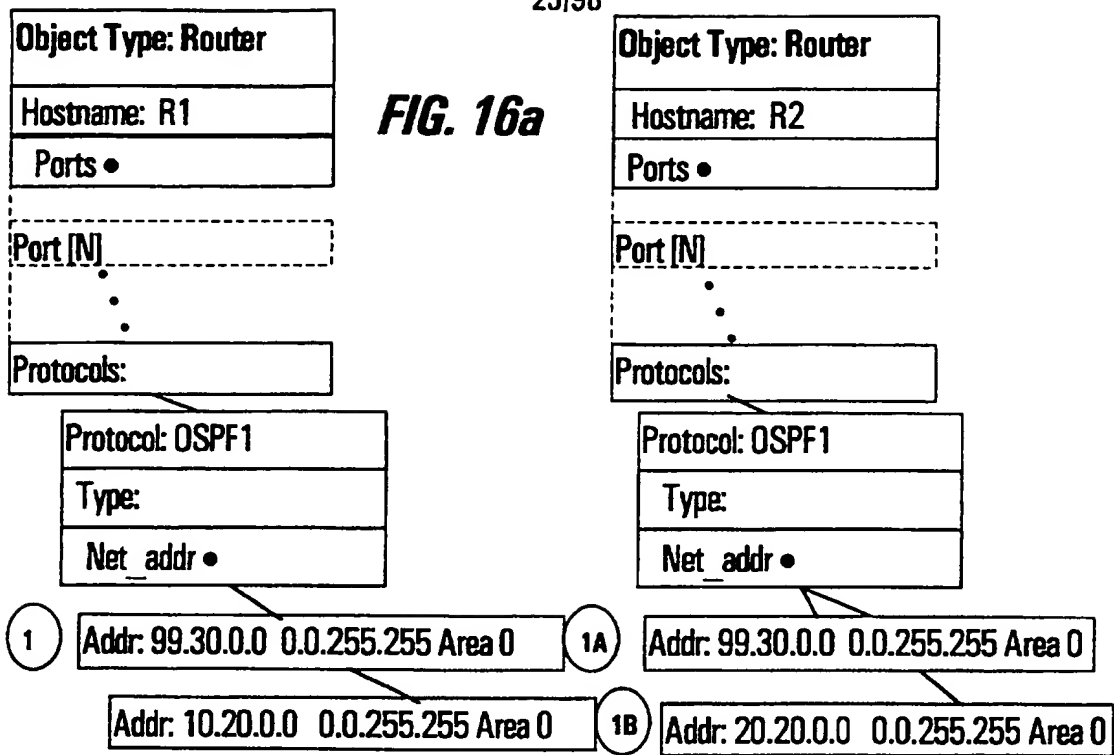 25/98
Object Type: Router
Hostname: R1
Ports
Port [N]
Protocols:
Protocol: OSPF1
Type:
Net_addr
1
Addr: 99.30.0.0 0.0.255.255 Area 0
Addr: 10.20.0.0 0.0.255.255 Area 0
FIG. 16a
Object Type: Router
Hostname: R2
Ports
Port [N]
Protocols:
Protocol: OSPF1
Type:
Net_addr
1A
Addr: 99.30.0.0 0.0.255.255 Area 0
1B
Addr: 20.20.0.0 0.0.255.255 Area 0